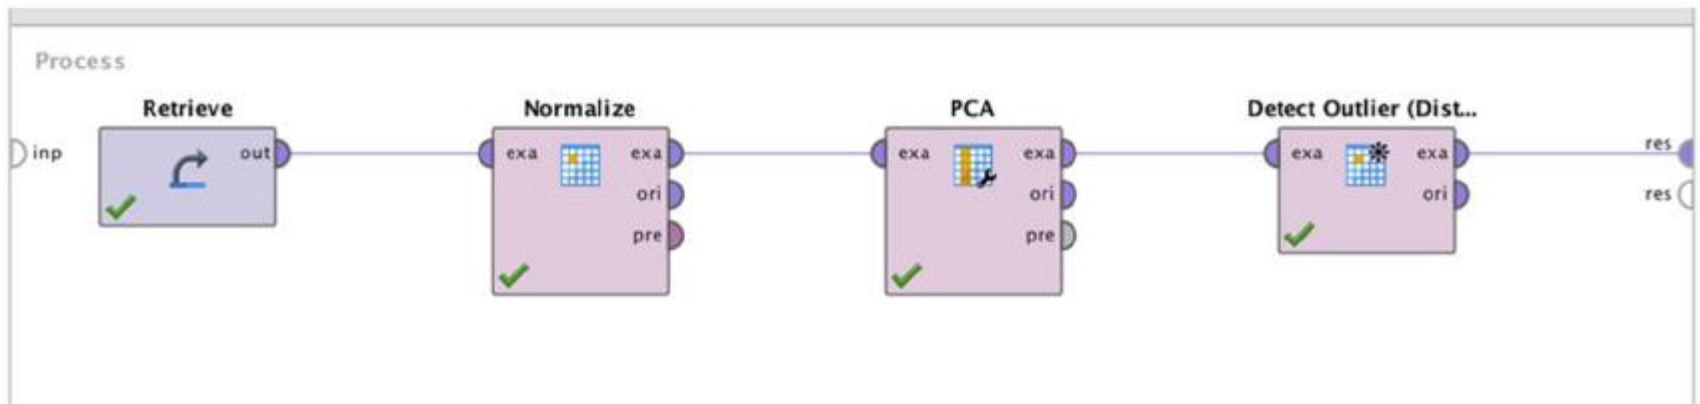 Process
Retrieve Normalize PCA Detect Outlier (Dist...
inp out exa exa exa exa exa exa res
ori ori ori res
pre pre